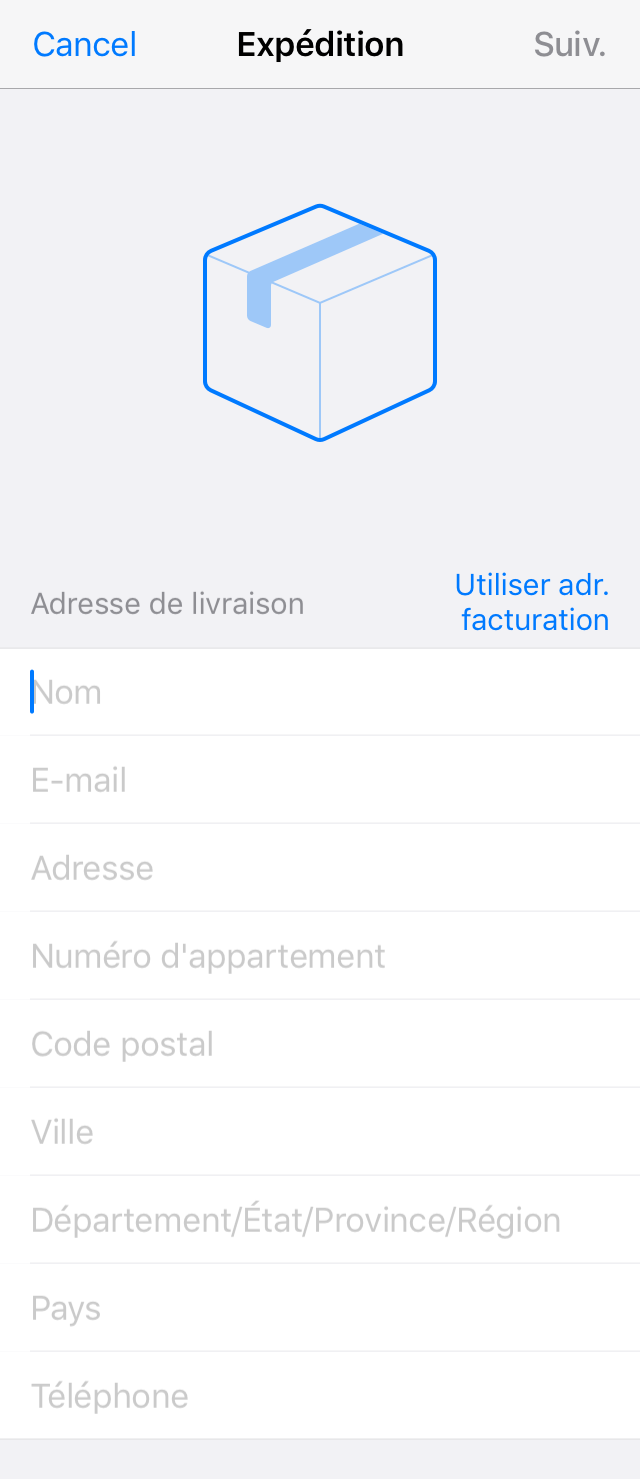 Cancel
Expédition
Suiv.
Adresse de livraison
Utiliser adr.
facturation
Nom
E-mail
Adresse
Numéro d'appartement
Code postal
Ville
Département/État/Province/Région
Pays
Téléphone